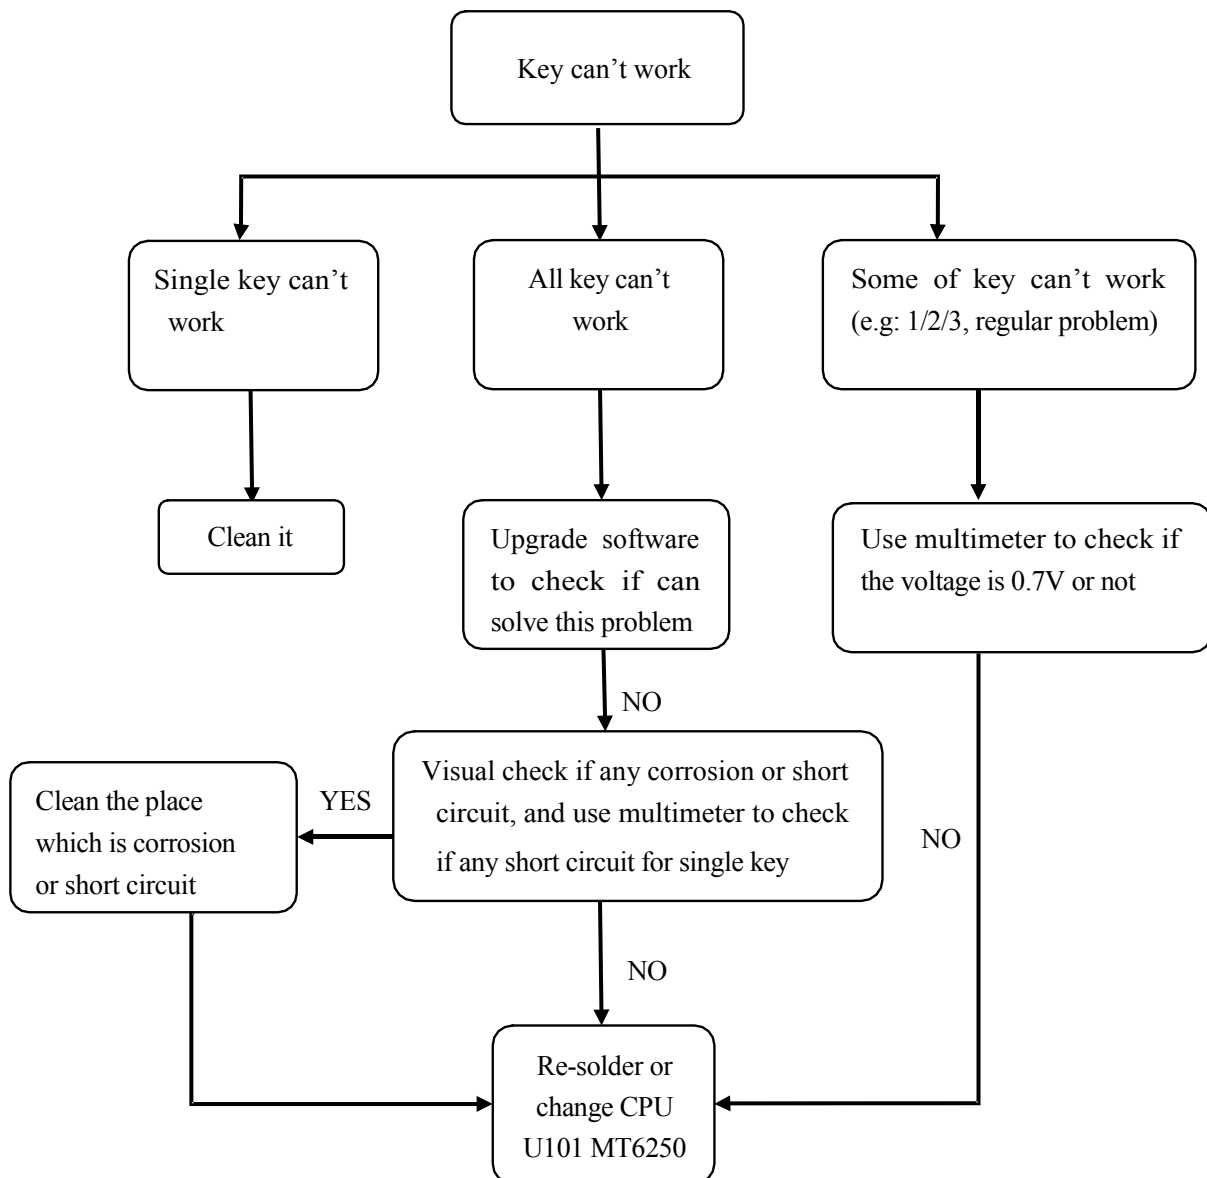 Key can’t work
Single key can’t
work
All key can’t
work
Some of key can’t work
(e.g: 1/2/3, regular problem)
Clean it
Upgrade software
to check if can
solve this problem
Use multimeter to check if
the voltage is 0.7V or not
NO
Visual check if any corrosion or short
circuit, and use multimeter to check
if any short circuit for single key
YES
Clean the place
which is corrosion
or short circuit
NO
NO
Re-solder or
change CPU
U101 MT6250